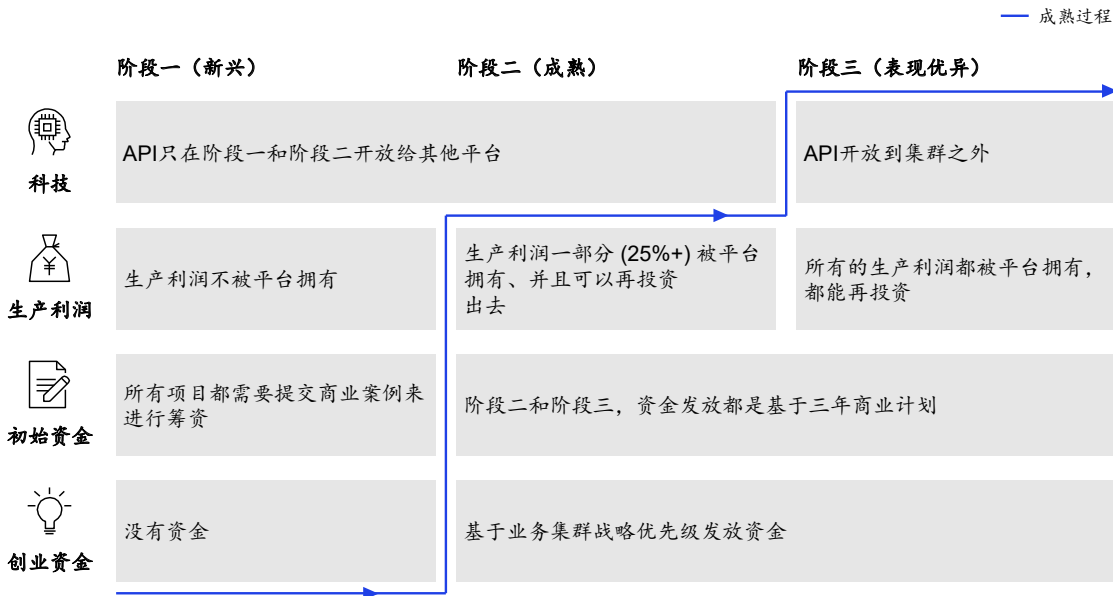 成熟过程
阶段一（新兴）
阶段二（成熟）
阶段三（表现优异）
科技
API只在阶段一和阶段二开放给其他平台
API开放到集群之外
生产利润
生产利润不被平台拥有
生产利润一部分 (25%+) 被平台
拥有、并且可以再投资
出去
所有的生产利润都被平台拥有，
都能再投资
初始资金
所有项目都需要提交商业案例来
进行筹资
阶段二和阶段三，资金发放都是基于三年商业计划
创业资金
没有资金
基于业务集群战略优先级发放资金